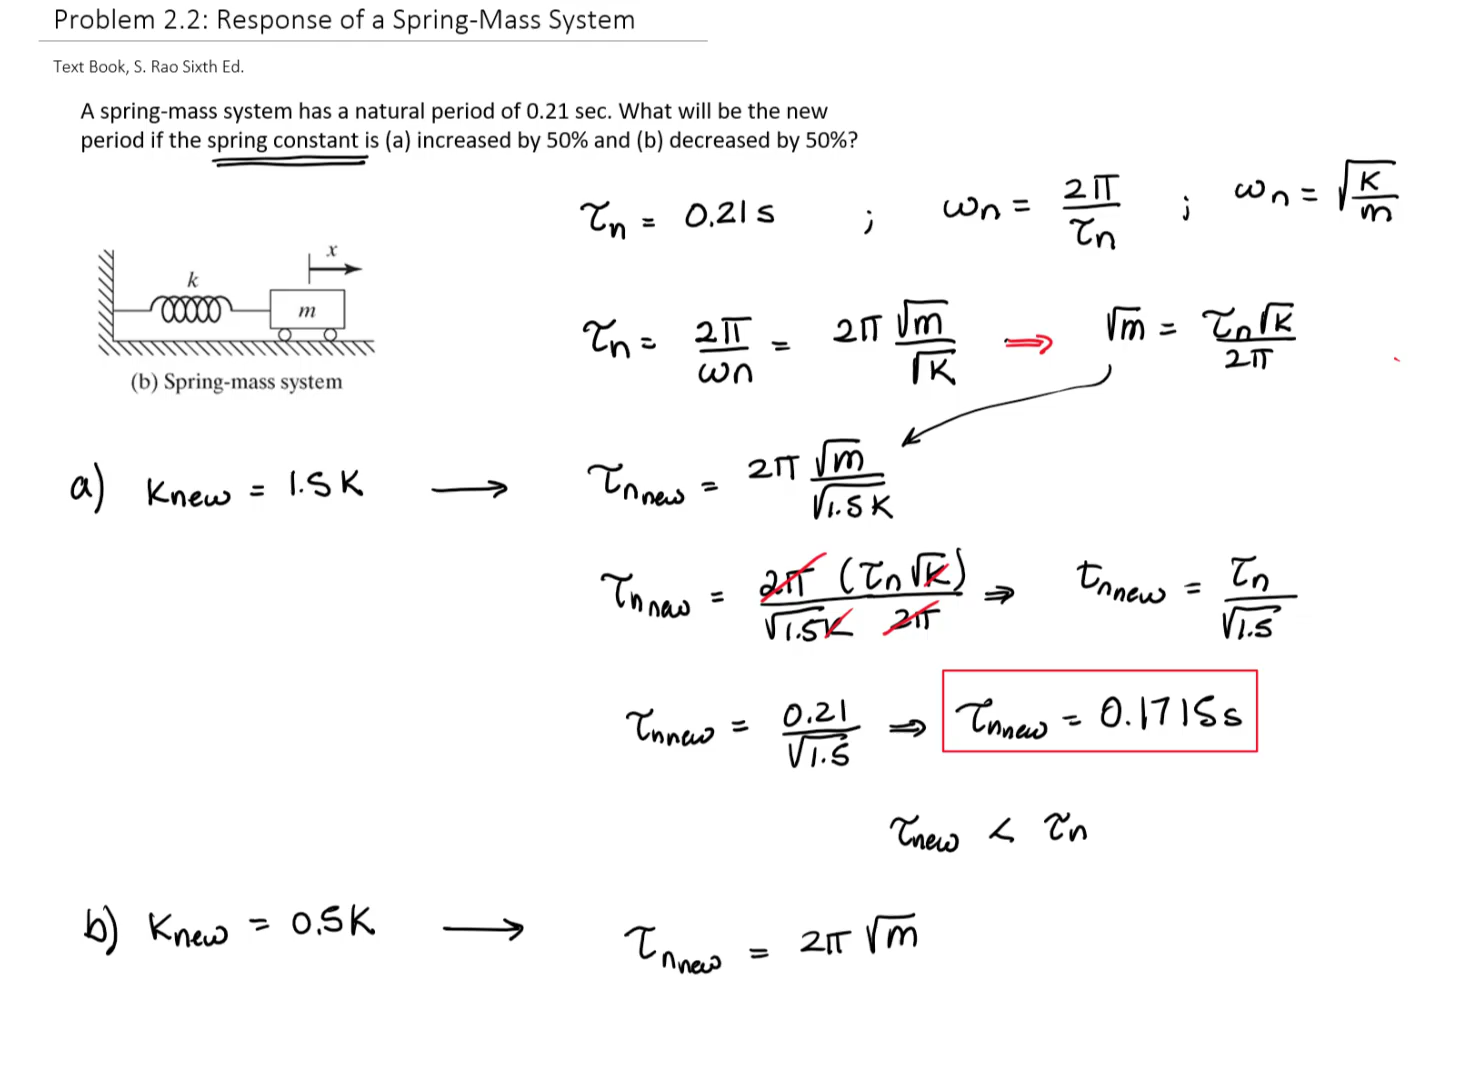 Problem 2.2: Response of a Spring-Mass System
Text Book, S. Rao Sixth Ed.
A spring-mass system has a natural period of 0.21 sec. What will be the new
period if the spring constant is (a) increased by 50% and (b) decreased by 50%?
τn = 0.21 s ; ωn = 2π/τn ; ωn = √(K/m)
k
x
m
(b) Spring-mass system
τn = 2π/ωn = 2π √m/√K ⇒ √m = τn√K/2π
a) Knew = 1.5K → τnnew = 2π √m/√1.5K
τnnew = 2π (τn√K)/√1.5K 2π ⇒ tnnew = τn/√1.5
τnnew = 0.21/√1.5 ⇒ τnnew = 0.1715s
τnew < τn
b) Knew = 0.5K → τnnew = 2π √m